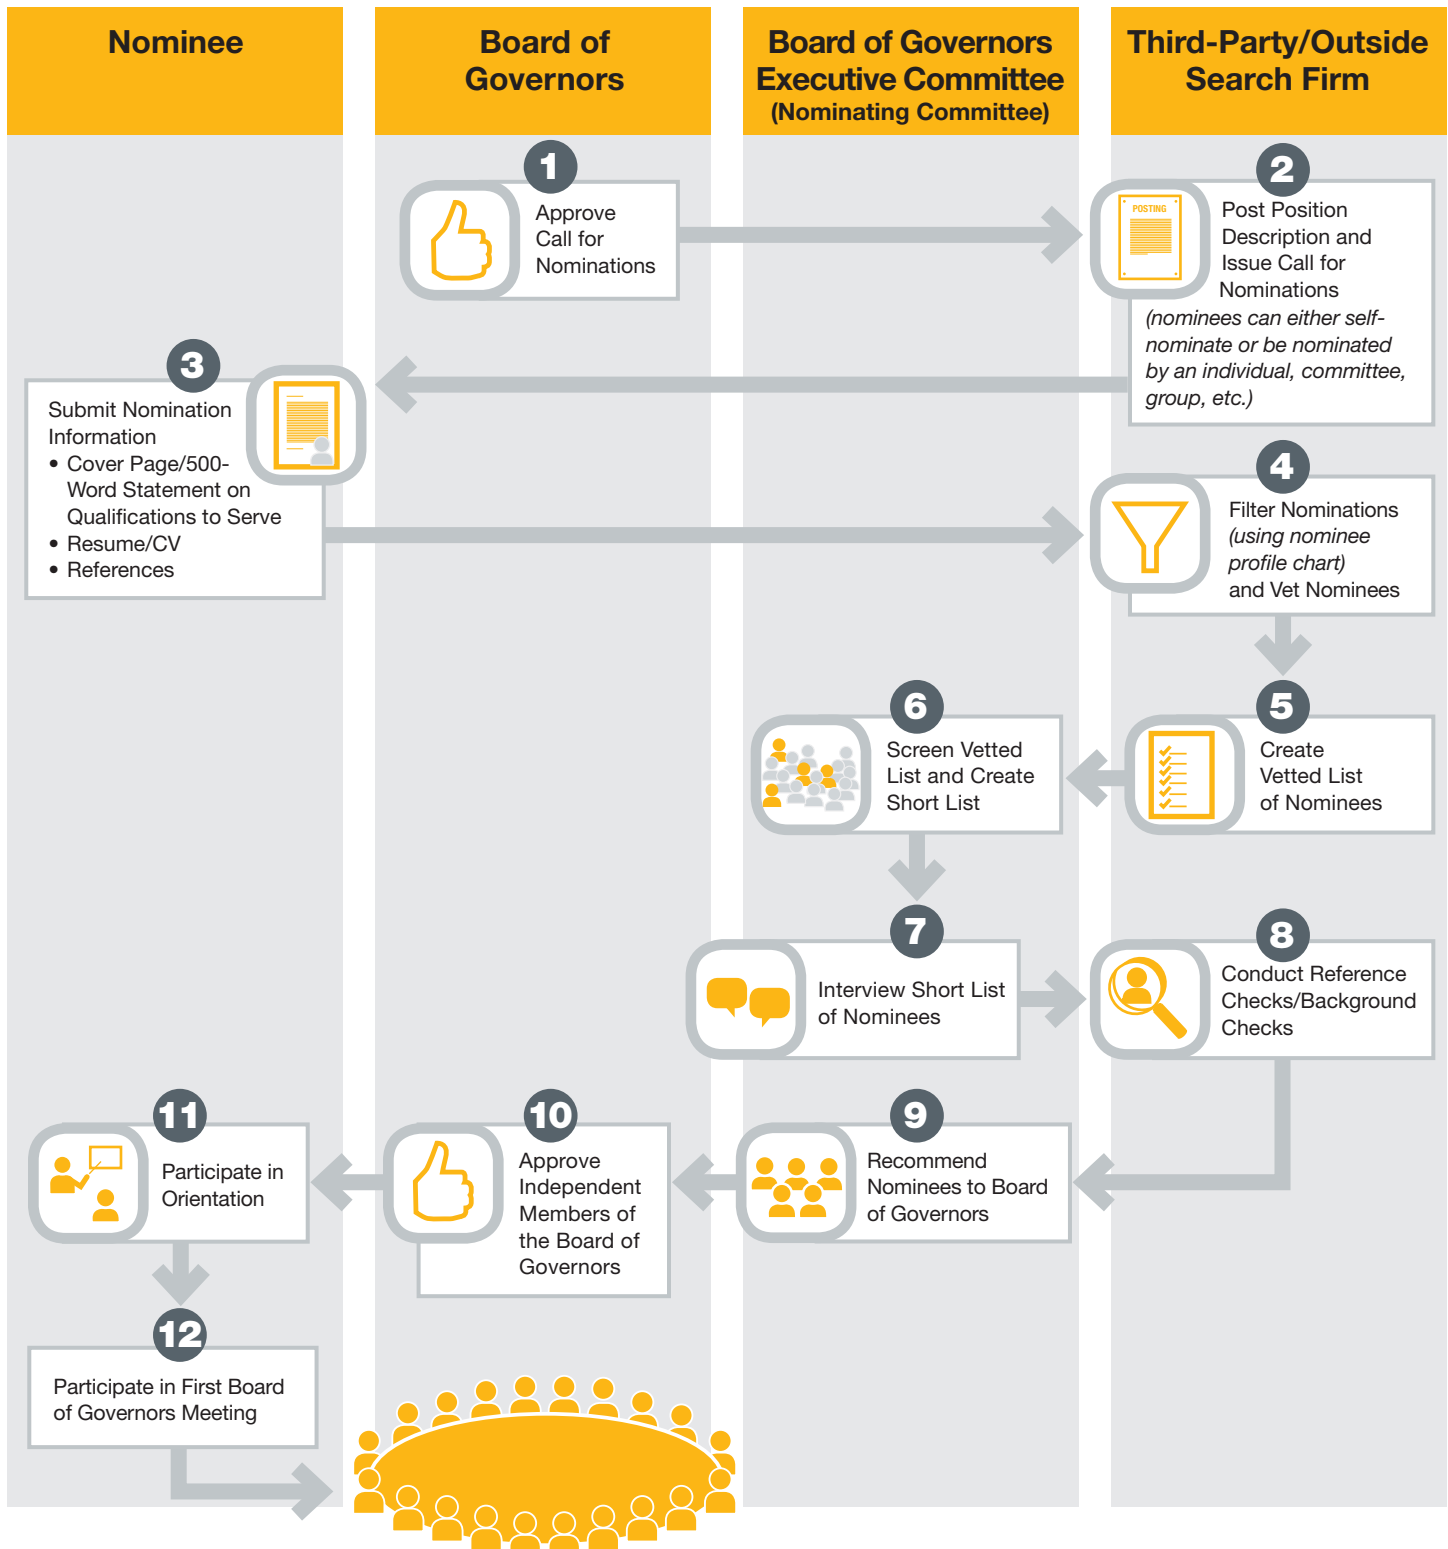 Nominee
Board of
Governors
Board of Governors
Executive Committee
(Nominating Committee)
Third-Party/Outside
Search Firm
1
Approve
Call for
Nominations
2
POSTING
Post Position
Description and
Issue Call for
Nominations
(nominees can either self-
nominate or be nominated
by an individual, committee,
group, etc.)
3
Submit Nomination
Information
• Cover Page/500-
Word Statement on
Qualifications to Serve
• Resume/CV
• References
4
Filter Nominations
(using nominee
profile chart)
and Vet Nominees
5
Create
Vetted List
of Nominees
6
Screen Vetted
List and Create
Short List
7
Interview Short List
of Nominees
8
Conduct Reference
Checks/Background
Checks
9
Recommend
Nominees to Board
of Governors
10
Approve
Independent
Members of
the Board of
Governors
11
Participate in
Orientation
12
Participate in First Board
of Governors Meeting